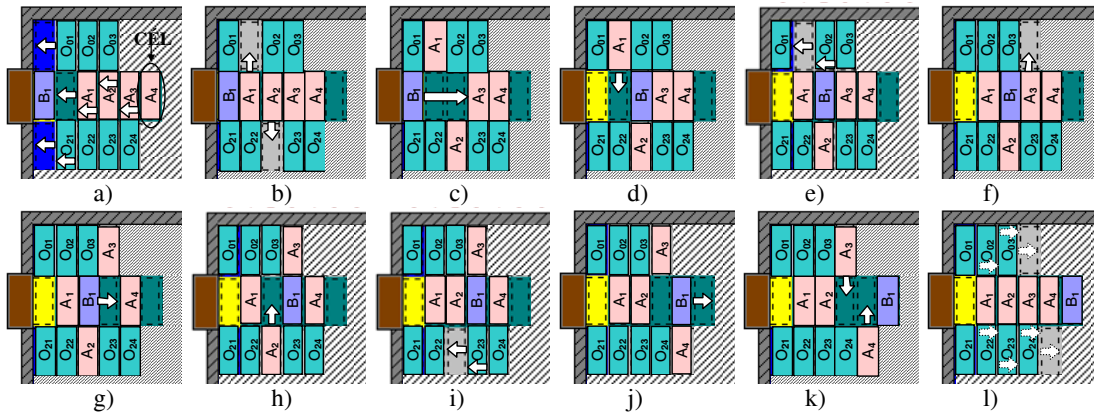 CEL
O01 O02 O03
B1 A1 A2 A3 A4
O21 O22 O23 O24
a)
O01 O02 O03
B1 A1 A2 A3 A4
O21 O22 O23 O24
b)
O01 A1 O02 O03
B1 A3 A4
O21 O22 A2 O23 O24
c)
O01 A1 O02 O03
B1 A3 A4
O21 O22 A2 O23 O24
d)
O01 O02 O03
A1 B1 A3 A4
O21 O22 A2 O23 O24
e)
O01 O02 O03
A1 B1 A3 A4
O21 O22 A2 O23 O24
f)
O01 O02 O03 A3
A1 B1 A4
O21 O22 A2 O23 O24
g)
O01 O02 O03 A3
A1 B1 A4
O21 O22 A2 O23 O24
h)
O01 O02 O03 A3
A1 A2 B1 A4
O21 O22 O23 O24
i)
O01 O02 O03 A3
A1 A2 B1
O21 O22 O23 O24 A4
j)
O01 O02 O03 A3
A1 A2 B1
O21 O22 O23 O24 A4
k)
O01 O02 O03
A1 A2 A3 A4 B1
O21 O22 O23 O24
l)